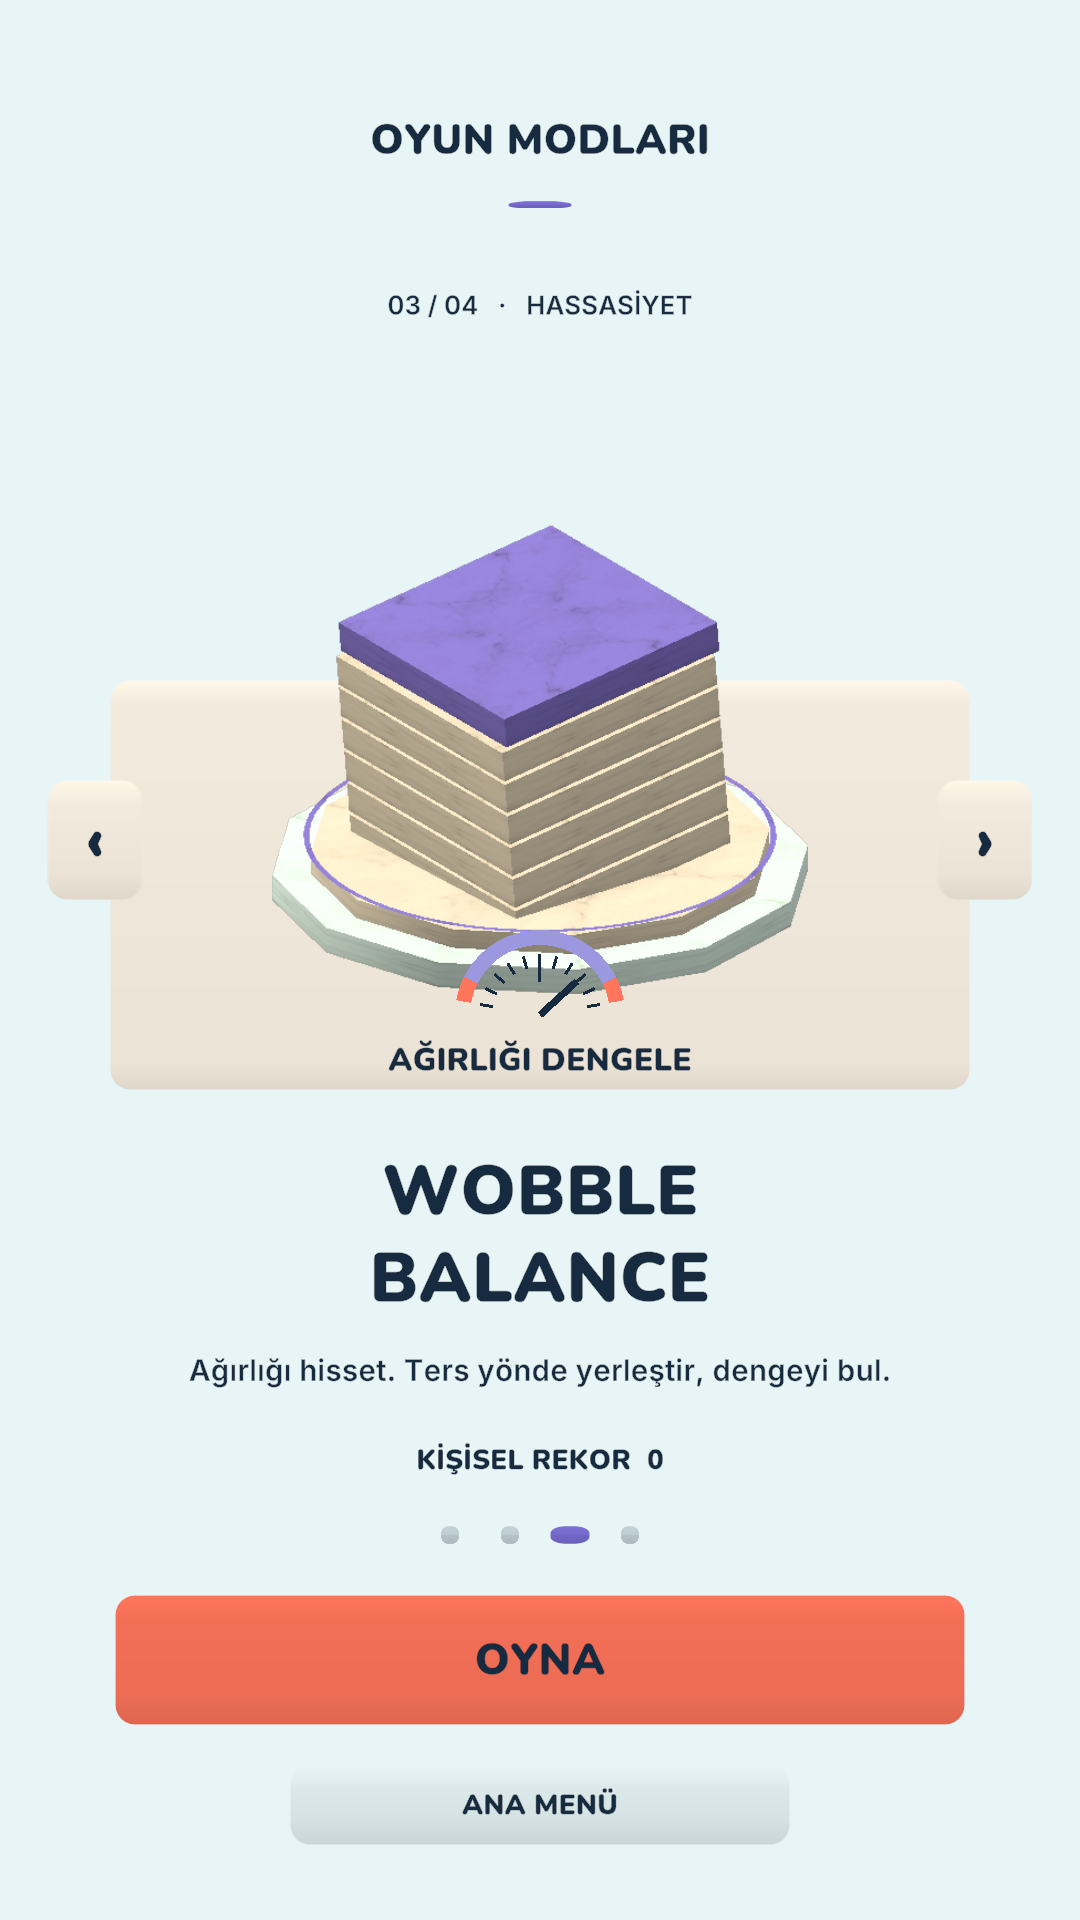 OYUN MODLARI
03 / 04 · HASSASİYET
‹ ›
AĞIRLIĞI DENGELE
WOBBLE
BALANCE
Ağırlığı hisset. Ters yönde yerleştir, dengeyi bul.
KİŞİSEL REKOR 0
OYNA
ANA MENÜ